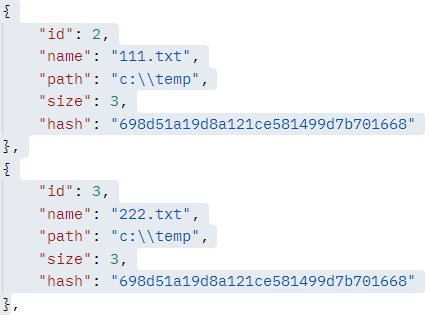 {
"id": 2,
"name": "111.txt",
"path": "c:\\temp",
"size": 3,
"hash": "698d51a19d8a121ce581499d7b701668"
},
{
"id": 3,
"name": "222.txt",
"path": "c:\\temp",
"size": 3,
"hash": "698d51a19d8a121ce581499d7b701668"
},